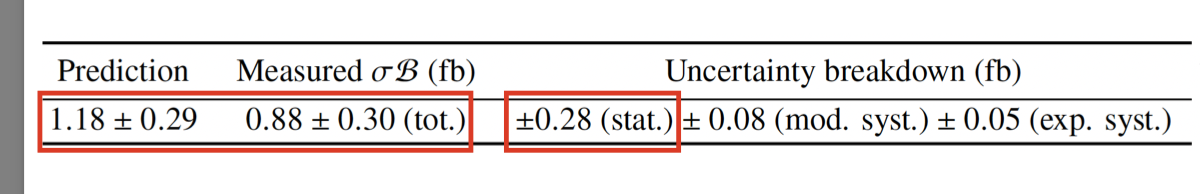 Prediction Measured σℬ (fb) Uncertainty breakdown (fb)
1.18 ± 0.29 0.88 ± 0.30 (tot.) ±0.28 (stat.) ± 0.08 (mod. syst.) ± 0.05 (exp. syst.)